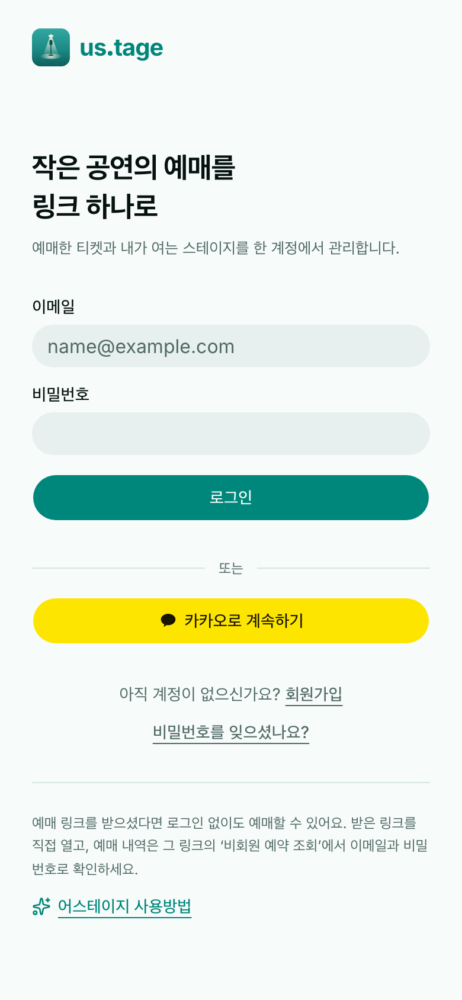 us.tage
작은 공연의 예매를
링크 하나로
예매한 티켓과 내가 여는 스테이지를 한 계정에서 관리합니다.
이메일
name@example.com
비밀번호
로그인
또는
카카오로 계속하기
아직 계정이 없으신가요? 회원가입
비밀번호를 잊으셨나요?
예매 링크를 받으셨다면 로그인 없이도 예매할 수 있어요. 받은 링크를
직접 열고, 예매 내역은 그 링크의 ‘비회원 예약 조회’에서 이메일과 비밀
번호로 확인하세요.
어스테이지 사용방법